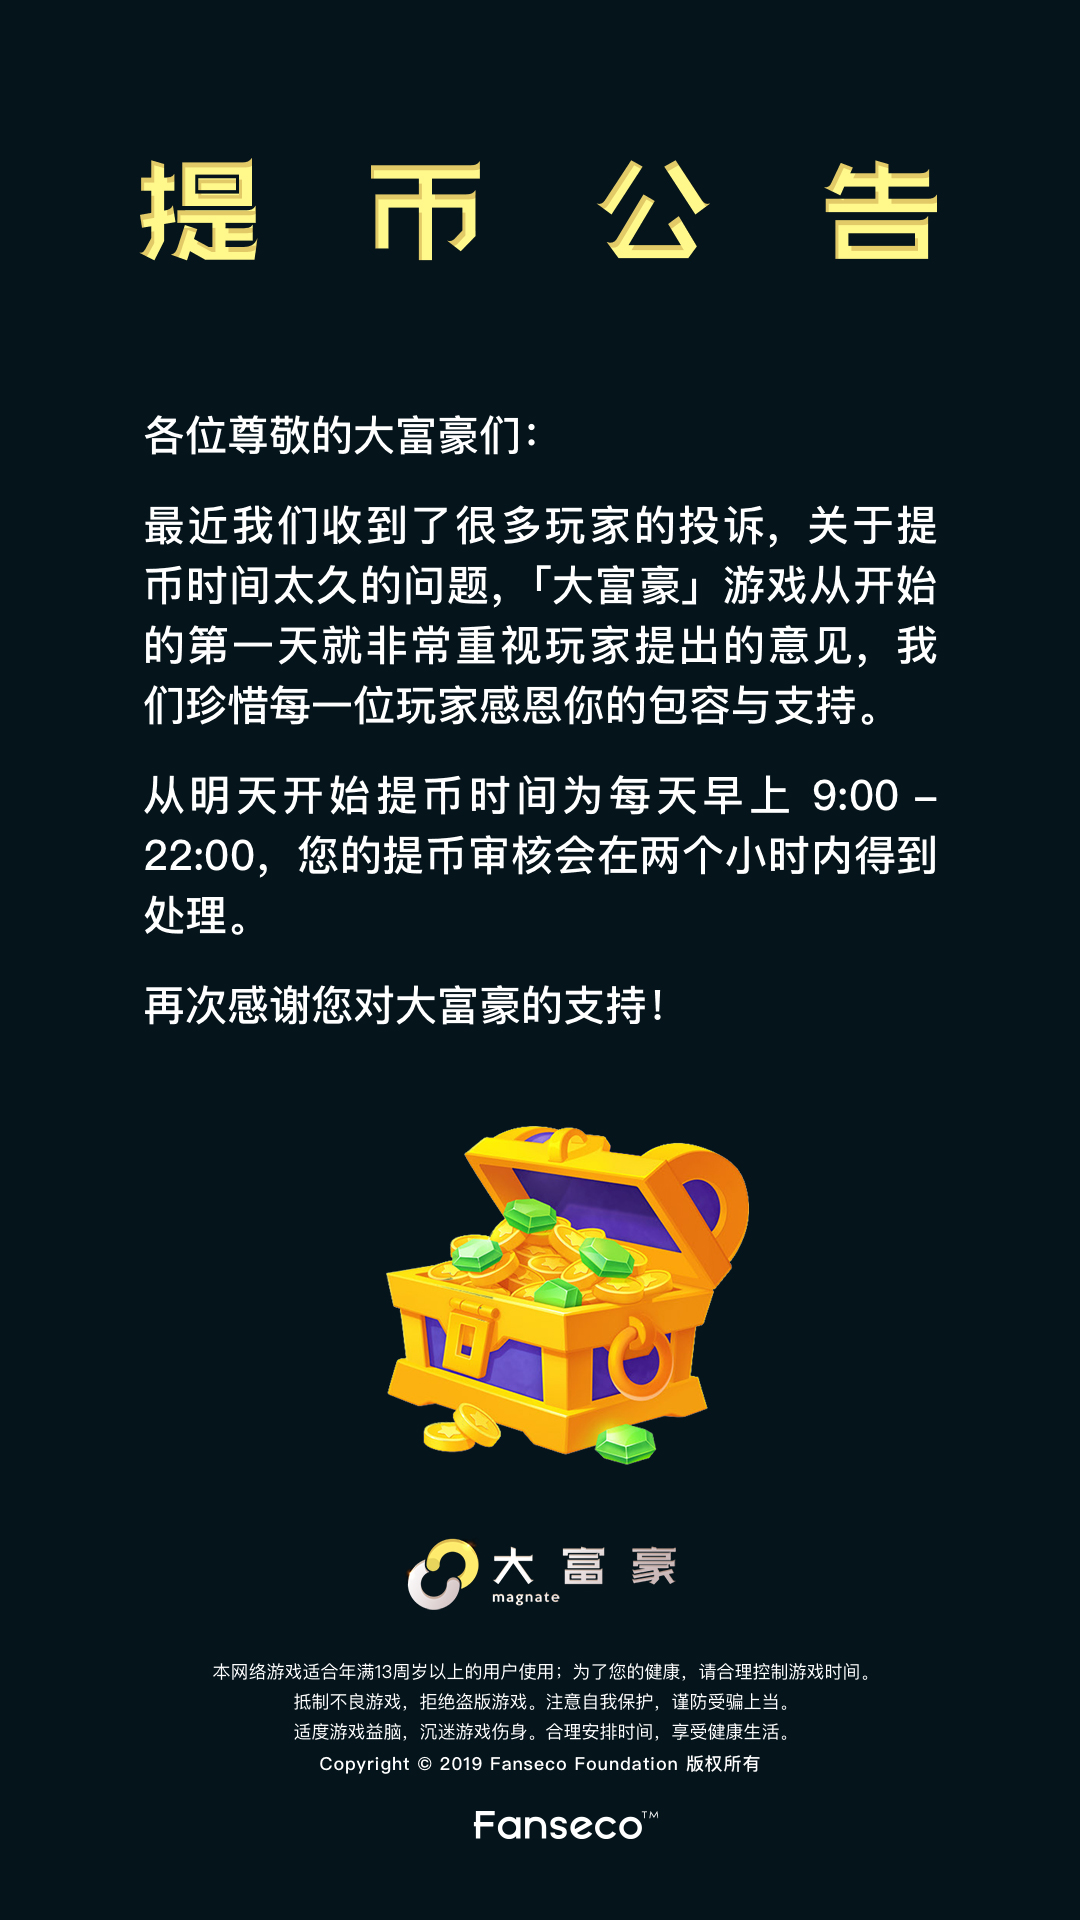 提币公告
各位尊敬的大富豪们：
最近我们收到了很多玩家的投诉，关于提
币时间太久的问题，「大富豪」游戏从开始
的第一天就非常重视玩家提出的意见，我
们珍惜每一位玩家感恩你的包容与支持。
从明天开始提币时间为每天早上 9:00 –
22:00，您的提币审核会在两个小时内得到
处理。
再次感谢您对大富豪的支持！
大富豪
magnate
本网络游戏适合年满13周岁以上的用户使用；为了您的健康，请合理控制游戏时间。
抵制不良游戏，拒绝盗版游戏。注意自我保护，谨防受骗上当。
适度游戏益脑，沉迷游戏伤身。合理安排时间，享受健康生活。
Copyright © 2019 Fanseco Foundation 版权所有
Fanseco™